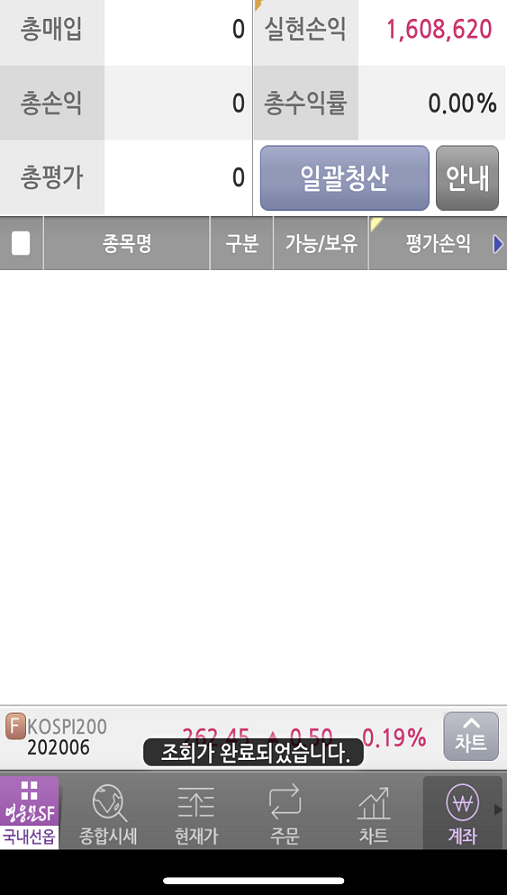 총매입 0 실현손익 1,608,620
총손익 0 총수익률 0.00%
총평가 0 일괄청산 안내
종목명 구분 가능/보유 평가손익
F KOSPI200 262.45 ▲ 0.50 0.19% 차트
202006
조회가 완료되었습니다.
영웅문SF
국내선옵 종합시세 현재가 주문 차트 계좌